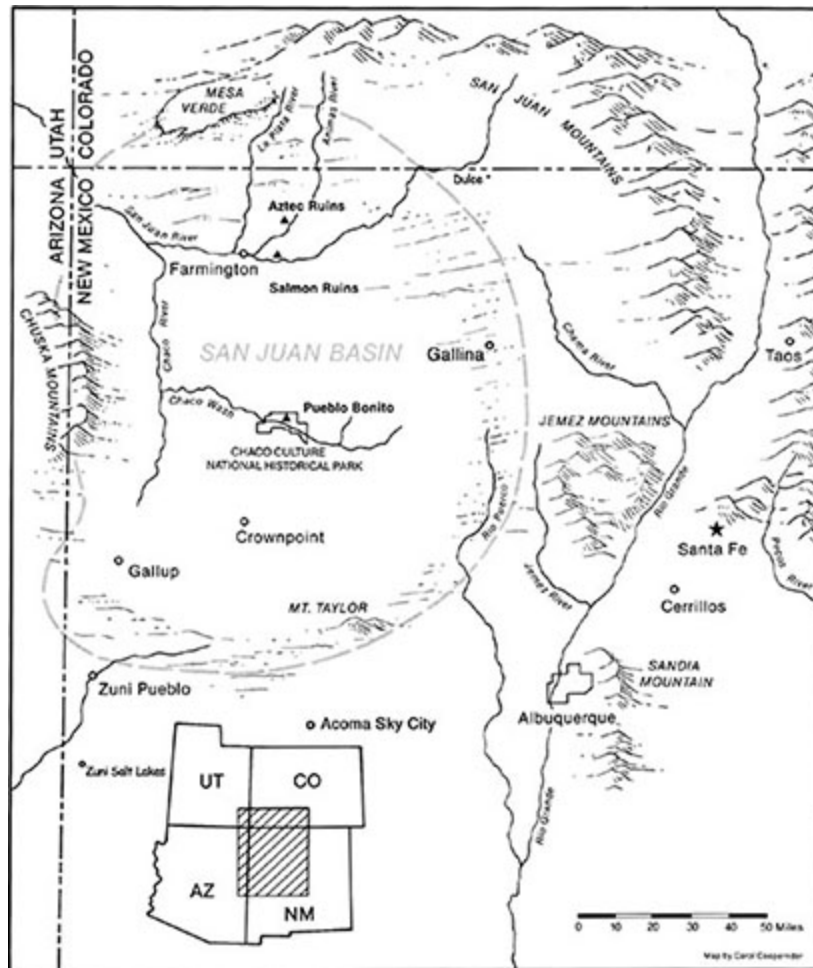 MESA
VERDE
La Plata River
Animas River
SAN JUAN MOUNTAINS
UTAH
COLORADO
ARIZONA
NEW MEXICO
Dulce
San Juan River
Aztec Ruins
Farmington
Salmon Ruins
CHUSKA MOUNTAINS
Chaco River
SAN JUAN BASIN
Gallina
Chama River
Taos
Chaco Wash
Pueblo Bonito
CHACO CULTURE
NATIONAL HISTORICAL PARK
JEMEZ MOUNTAINS
Rio Puerco
Rio Grande
Crownpoint
Santa Fe
Pecos River
Gallup
Jemez River
Cerrillos
MT. TAYLOR
Zuni Pueblo
SANDIA
MOUNTAIN
Albuquerque
Acoma Sky City
Zuni Salt Lakes
UT
CO
AZ
NM
Rio Grande
0 10 20 30 40 50 Miles
Map by Carol Cooperrider